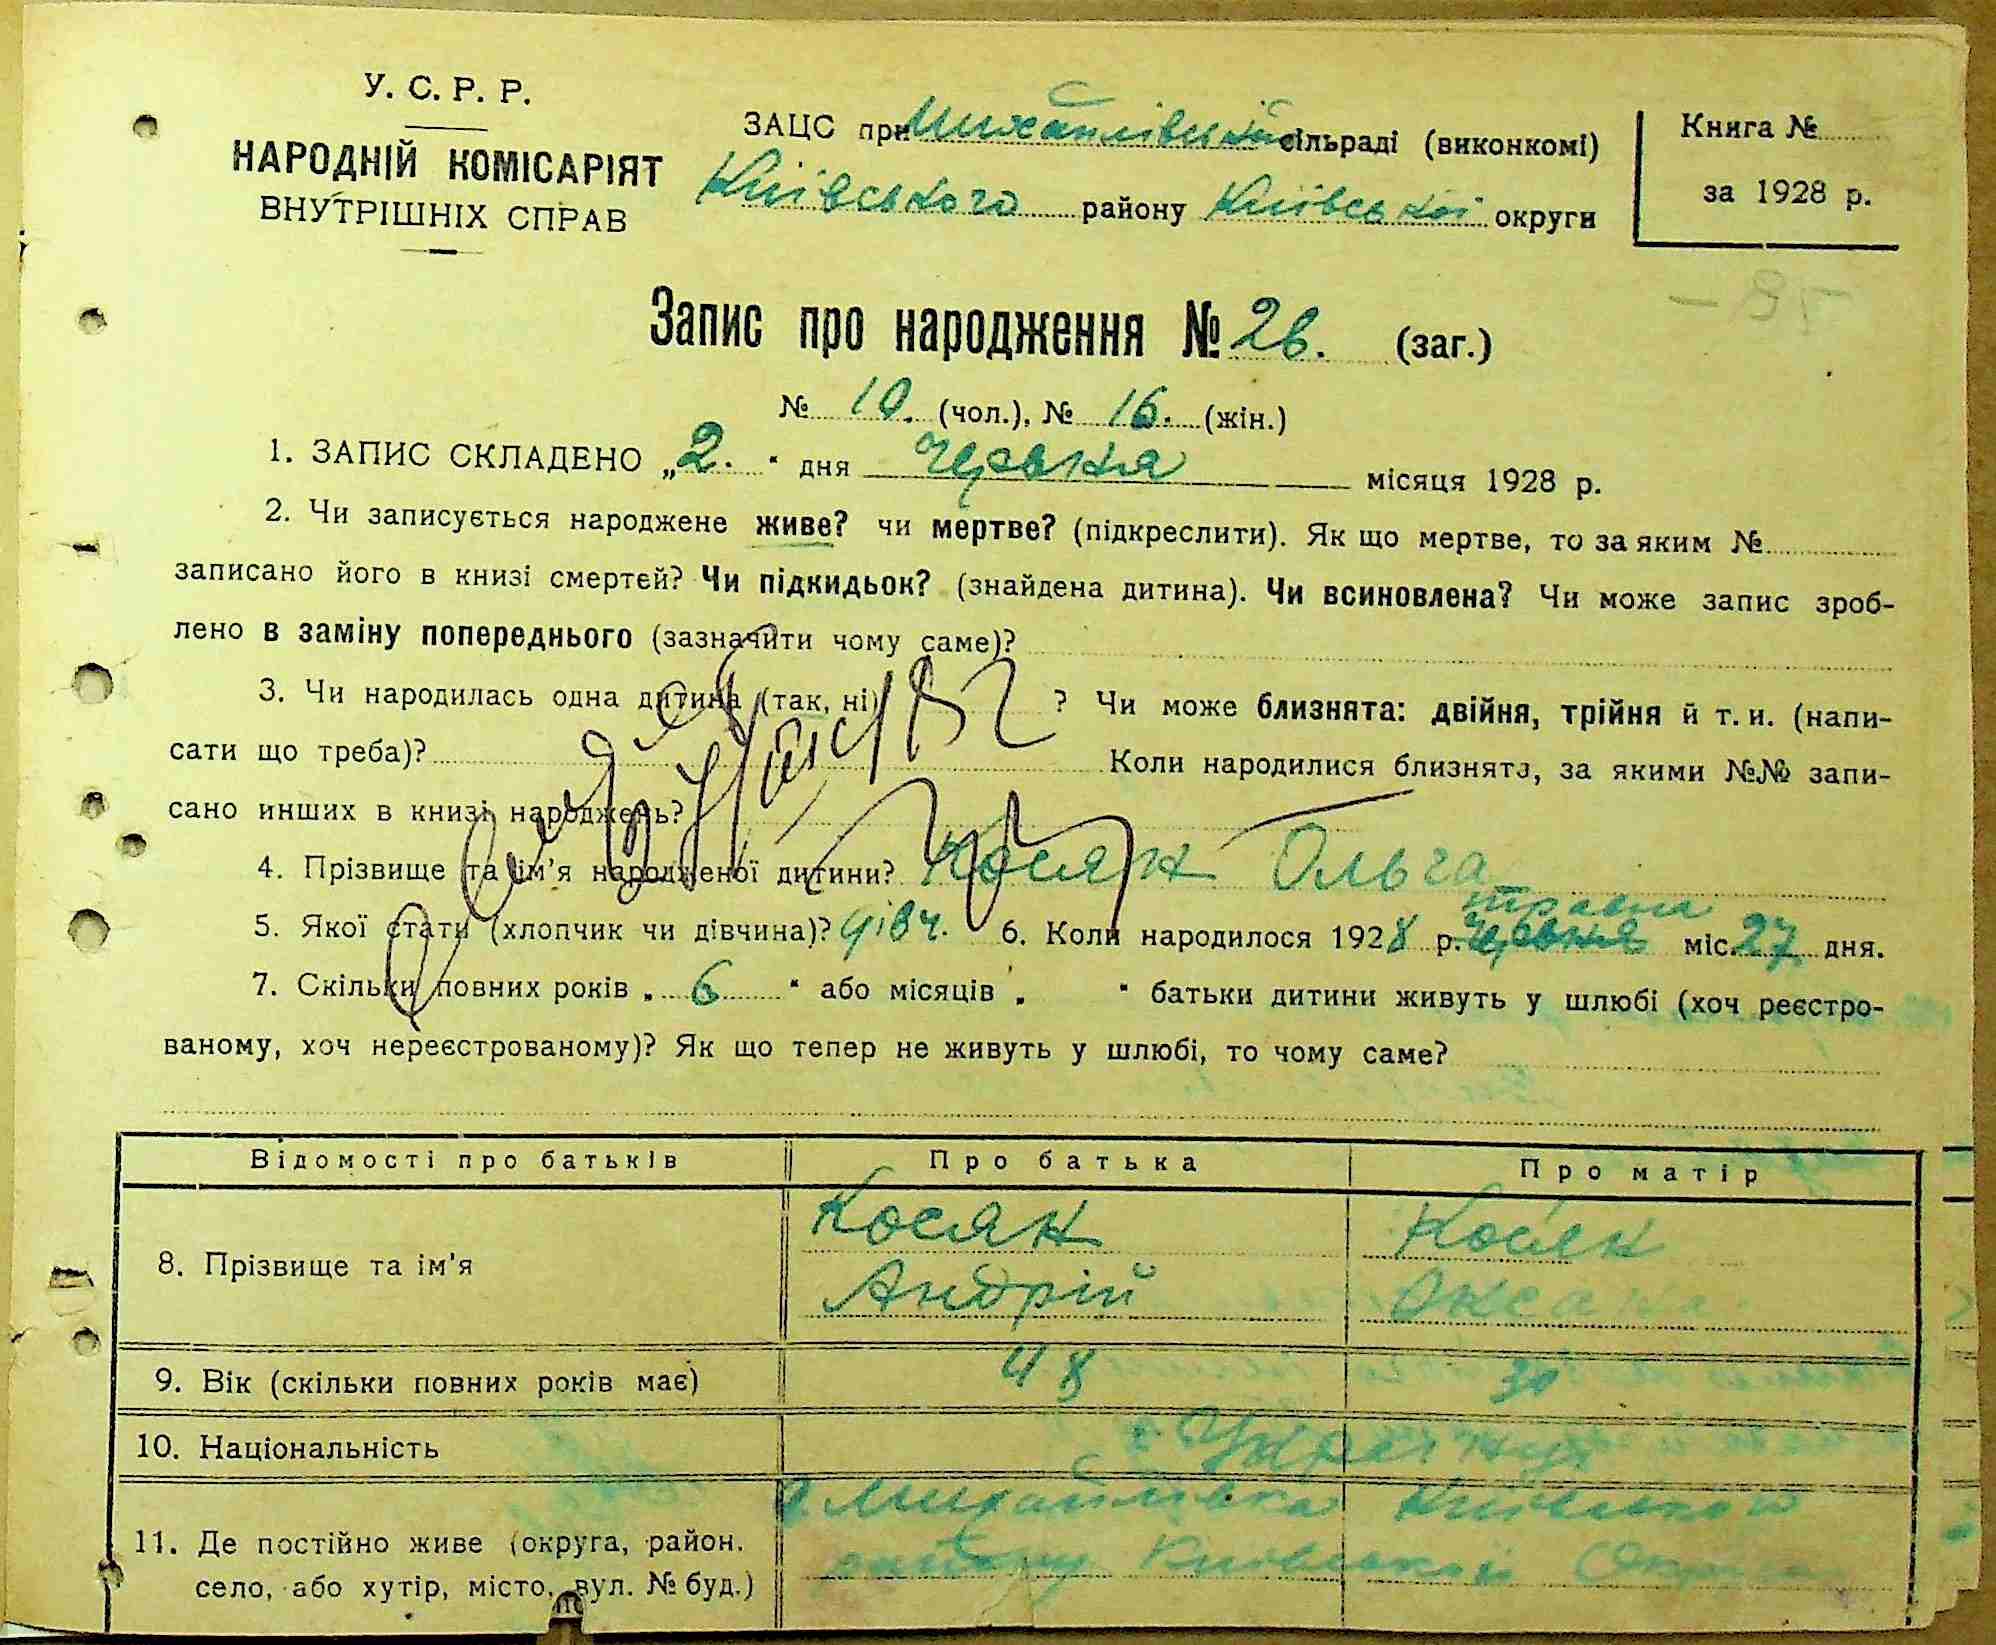 У. С. Р. Р.
НАРОДНІЙ КОМІСАРІЯТ
ВНУТРІШНІХ СПРАВ
ЗАЦС при Михайлівській сільраді (виконкомі)
Київського району Київської округи
Книга №
за 1928 р.
Запис про народження № 26. (заг.)
№ 10. (чол.), № 16. (жін.)
1. ЗАПИС СКЛАДЕНО „2." дня Червня місяця 1928 р.
2. Чи записується народжене живе? чи мертве? (підкреслити). Як що мертве, то за яким №
записано його в книзі смертей? Чи підкидьок? (знайдена дитина). Чи всиновлена? Чи може запис зроб-
лено в заміну попереднього (зазначити чому саме)?
3. Чи народилась одна дитина (так, ні) ? Чи може близнята: двійня, трійня й т. и. (напи-
сати що треба)? Коли народилися близнята, за якими №№ запи-
сано инших в книзі народжень?
4. Прізвище та ім'я народженої дитини? Косяк Ольга
травня
5. Якої стати (хлопчик чи дівчина)? дівч. 6. Коли народилося 1928 р. Червня міс. 27 дня.
7. Скільки повних років „ 6 " або місяців „ " батьки дитини живуть у шлюбі (хоч реєстро-
ваному, хоч нереєстрованому)? Як що тепер не живуть у шлюбі, то чому саме?
Відомості про батьків Про батька Про матір
8. Прізвище та ім'я Косяк Андрій Косяк Оксана
9. Вік (скільки повних років має) 48 30
10. Національність
11. Де постійно живе (округа, район. с. Михайлівка Київського
село, або хутір, місто, вул. № буд.) району Київської Округи